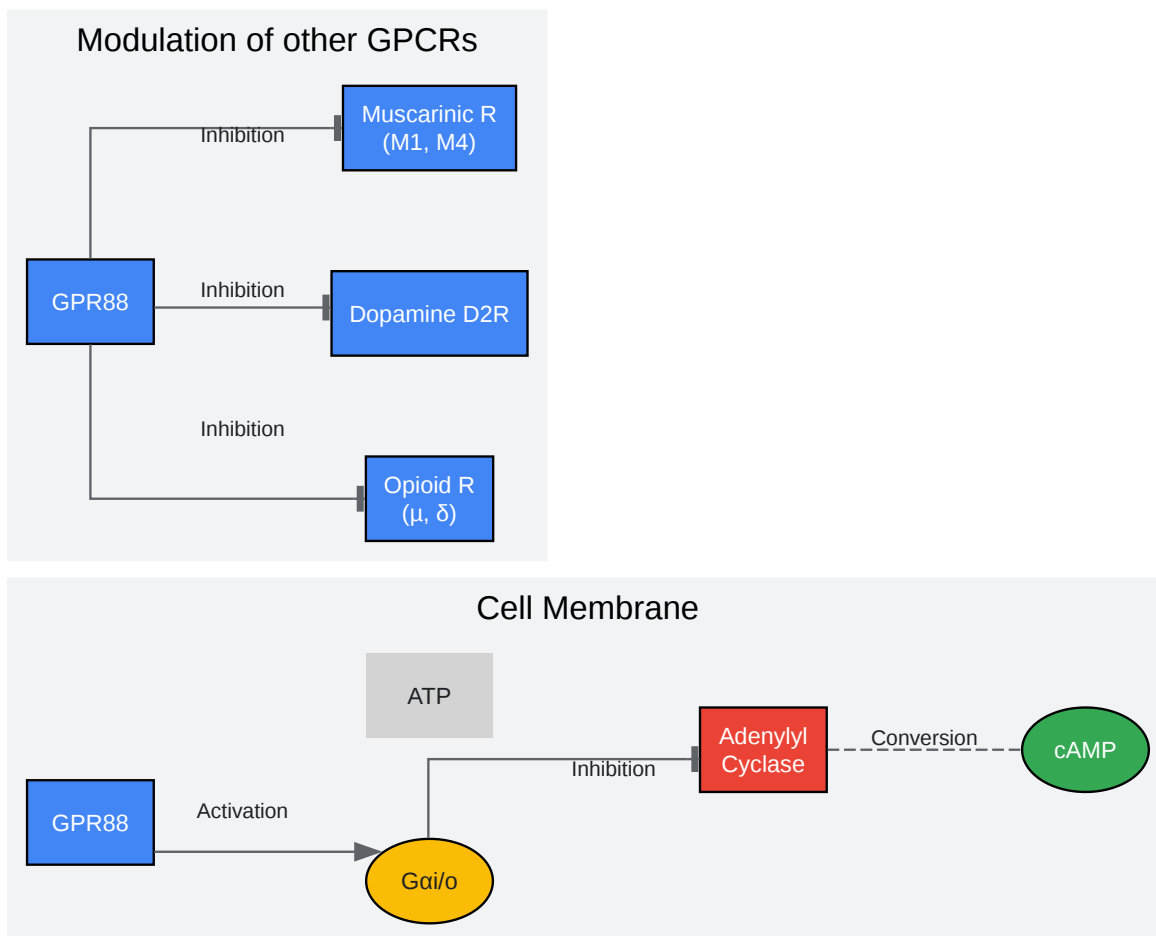 Modulation of other GPCRs
Muscarinic R
(M1, M4)
Inhibition
GPR88
Inhibition
Dopamine D2R
Inhibition
Opioid R
(μ, δ)
Cell Membrane
ATP
Adenylyl
Cyclase
Conversion
cAMP
Inhibition
GPR88
Activation
Gαi/o